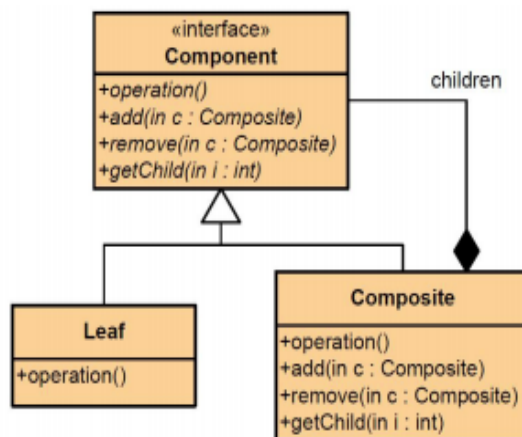 «interface»
Component
+operation()
+add(in c : Composite)
+remove(in c : Composite)
+getChild(in i : int)
children
Leaf
+operation()
Composite
+operation()
+add(in c : Composite)
+remove(in c : Composite)
+getChild(in i : int)